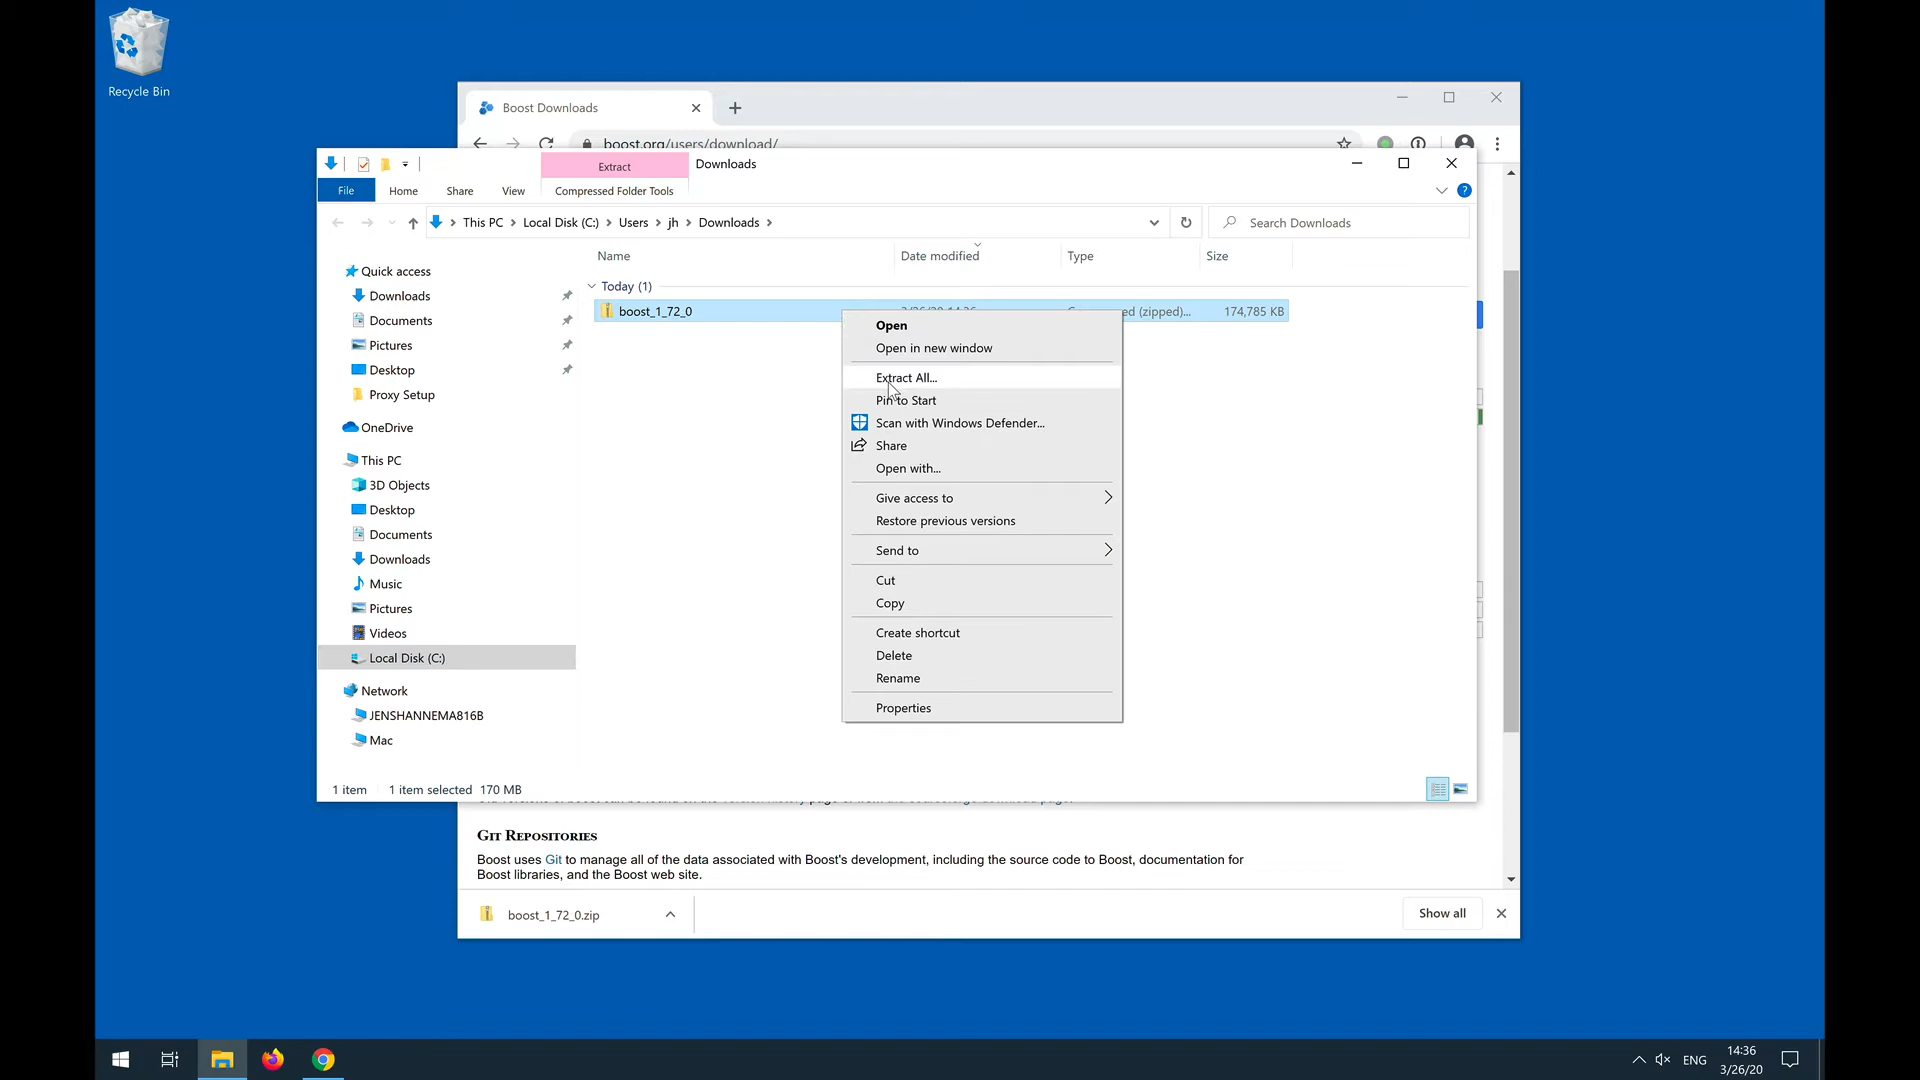 Recycle Bin
Boost Downloads
boost.org/users/download/
Extract
Downloads
File
Home
Share
View
Compressed Folder Tools
This PC
Local Disk (C:)
Users
jh
Downloads
Search Downloads
Name
Date modified
Type
Size
Quick access
Downloads
Documents
Pictures
Desktop
Proxy Setup
OneDrive
This PC
3D Objects
Desktop
Documents
Downloads
Music
Pictures
Videos
Local Disk (C:)
Network
JENSHANNEMA816B
Mac
Today (1)
boost_1_72_0
ed (zipped)...
174,785 KB
Open
Open in new window
Extract All...
Pin to Start
Scan with Windows Defender...
Share
Open with...
Give access to
Restore previous versions
Send to
Cut
Copy
Create shortcut
Delete
Rename
Properties
1 item
1 item selected 170 MB
Git Repositories
Boost uses Git to manage all of the data associated with Boost's development, including the source code to Boost, documentation for
Boost libraries, and the Boost web site.
boost_1_72_0.zip
Show all
ENG
14:36
3/26/20